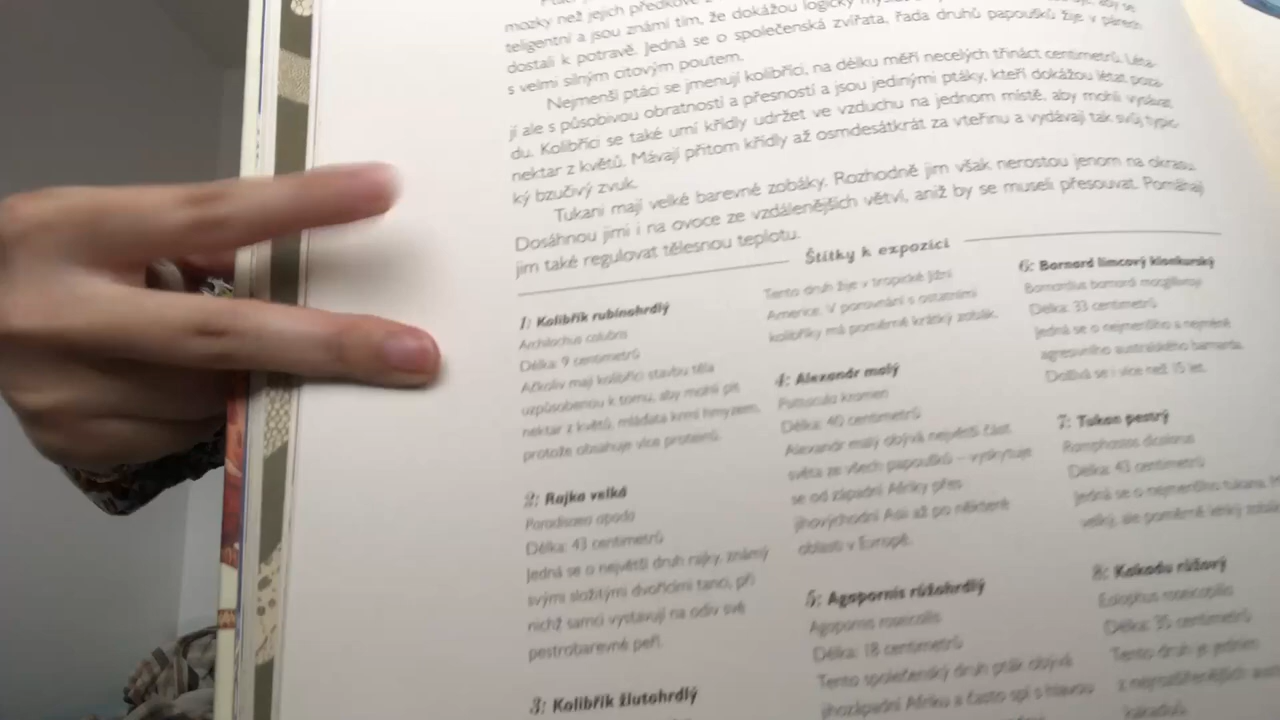 mozky než jejich předkové
teligentní a jsou známí tím, že dokážou logicky
dostali k potravě. Jedná se o společenská zvířata, řada druhů papoušků žije v párech
s velmi silným citovým poutem.
Nejmenší ptáci se jmenují kolibříci, na délku měří necelých třináct centimetrů. Léta-
jí ale s působivou obratností a přesností a jsou jedinými ptáky, kteří dokážou létat poza-
du. Kolibříci se také umí křídly udržet ve vzduchu na jednom místě, aby mohli vysávat
nektar z květů. Mávají přitom křídly až osmdesátkrát za vteřinu a vydávají tak svůj typic-
ký bzučivý zvuk.
Tukani mají velké barevné zobáky. Rozhodně jim však nerostou jenom na okrasu.
Dosáhnou jimi i na ovoce ze vzdálenějších větví, aniž by se museli přesouvat. Pomáhají
jim také regulovat tělesnou teplotu.
Štítky k expozici
1: Kolibřík rubínohrdlý
Archilochus colubris
Délka: 9 centimetrů
Ačkoliv mají kolibříci stavbu těla
uzpůsobenou k tomu, aby mohli pít
nektar z květů, mláďata krmí hmyzem,
protože obsahuje více proteinů.
2: Rajka velká
Paradisaea apoda
Délka: 43 centimetrů
Jedná se o největší druh rajky, známý
svými složitými dvořícími tanci, při
nichž samci vystavují na odiv své
pestrobarevné peří.
3: Kolibřík žlutohrdlý
Tento druh žije v tropické Jižní
Americe. V porovnání s ostatními
kolibříky má poměrně krátký zobák.
4: Alexandr malý
Psittacula krameri
Délka: 40 centimetrů
Alexandr malý obývá největší část
světa ze všech papoušků – vyskytuje
se od západní Afriky přes
jihovýchodní Asii až po některé
oblasti v Evropě.
5: Agapornis růžohrdlý
Agapornis roseicollis
Délka: 18 centimetrů
Tento společenský druh pták obývá
jihozápadní Afriku a často spí s hlavou
6: Barnard límcový klonkurský
Barnardius barnardi macgillivrayi
Délka: 33 centimetrů
Jedná se o nejmenšího a nejméně
agresivního australského barnarda.
Dožívá se i více než 15 let.
7: Tukan pestrý
Ramphastos dicolorus
Délka: 43 centimetrů
Jedná se o nejmenšího tukana.
velký, ale poměrně lehký
8: Kakadu růžový
Eolophus roseicapilla
Délka: 35 centimetrů
Tento druh je jedním
z nejrozšířenějších
kakaduů